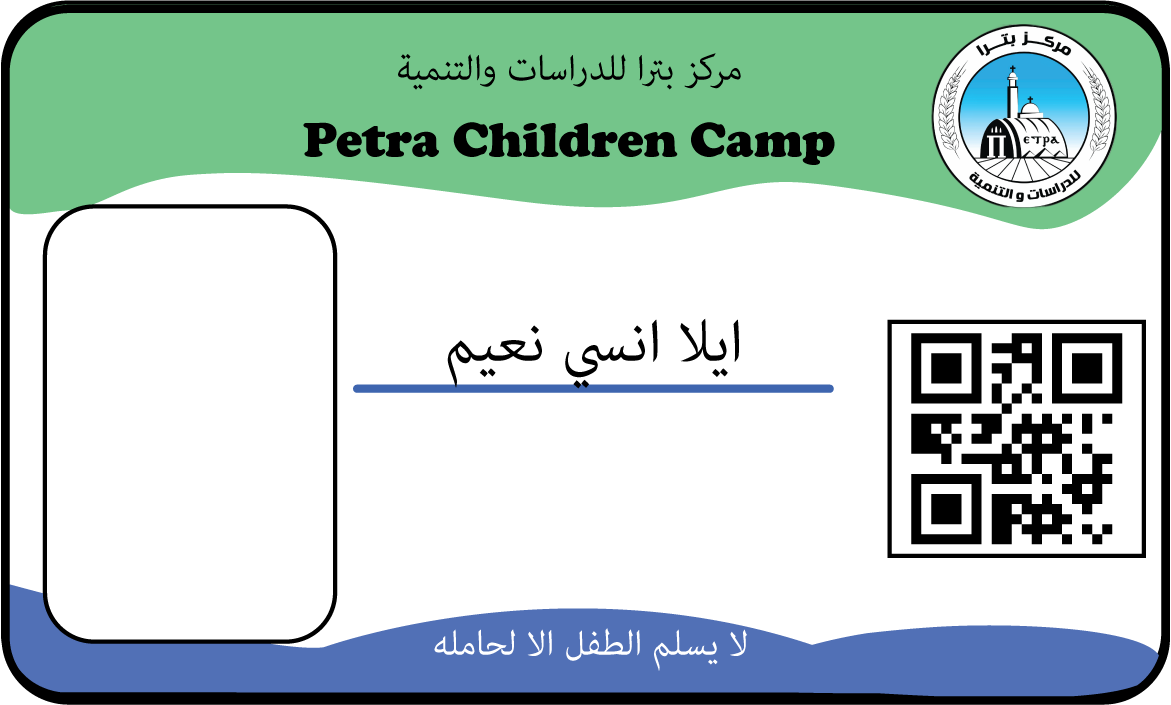 مركز بترا للدراسات والتنمية
Petra Children Camp
مركز بترا
ετρα
للدراسات و التنمية
ايلا انسي نعيم
لا يسلم الطفل الا لحامله